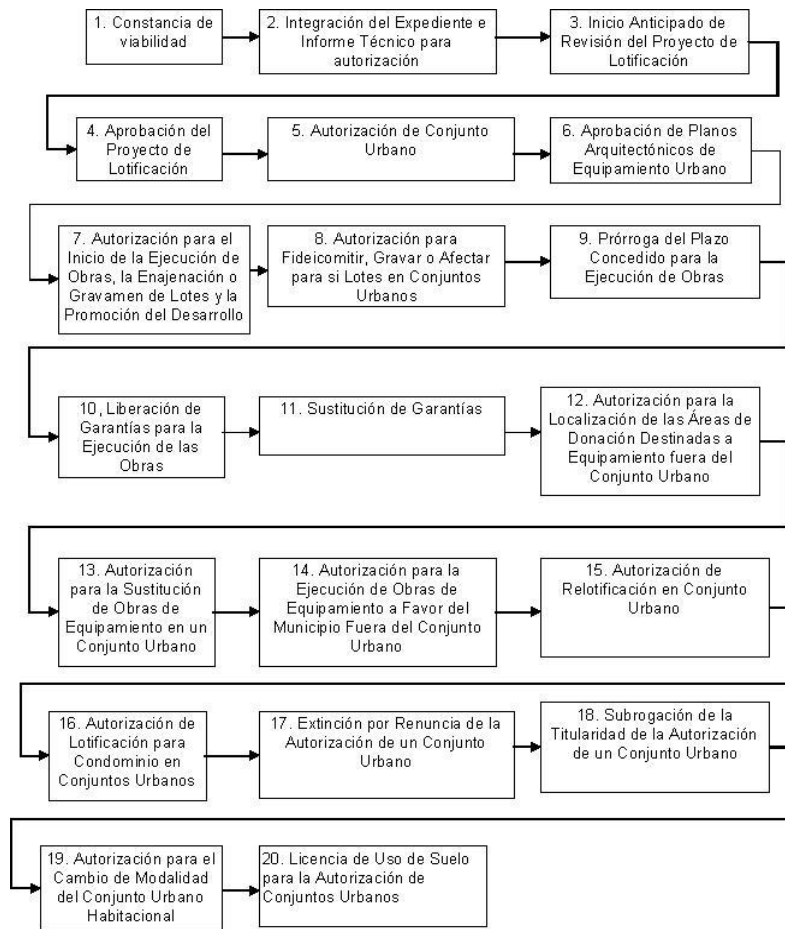 1. Constancia de
viabilidad
2. Integración del Expediente e
Informe Técnico para
autorización
3. Inicio Anticipado de
Revisión del Proyecto de
Lotificación
4. Aprobación del
Proyecto de
Lotificación
5. Autorización de Conjunto
Urbano
6. Aprobación de Planos
Arquitectónicos de
Equipamiento Urbano
7. Autorización para el
Inicio de la Ejecución de
Obras, la Enajenación o
Gravamen de Lotes y la
Promoción del Desarrollo
8. Autorización para
Fideicomitir, Gravar o Afectar
para si Lotes en Conjuntos
Urbanos
9. Prórroga del Plazo
Concedido para la
Ejecución de Obras
10, Liberación de
Garantías para la
Ejecución de las
Obras
11. Sustitución de Garantías
12. Autorización para la
Localización de las Áreas de
Donación Destinadas a
Equipamiento fuera del
Conjunto Urbano
13. Autorización
para la Sustitución
de Obras de
Equipamiento en un
Conjunto Urbano
14. Autorización para la
Ejecución de Obras de
Equipamiento a Favor del
Municipio Fuera del Conjunto
Urbano
15. Autorización de
Relotificación en Conjunto
Urbano
16. Autorización de
Lotificación para
Condominio en
Conjuntos Urbanos
17. Extinción por Renuncia de la
Autorización de un Conjunto
Urbano
18. Subrogación de la
Titularidad de la Autorización
de un Conjunto Urbano
19. Autorización para el
Cambio de Modalidad
del Conjunto Urbano
Habitacional
20. Licencia de Uso de Suelo
para la Autorización de
Conjuntos Urbanos